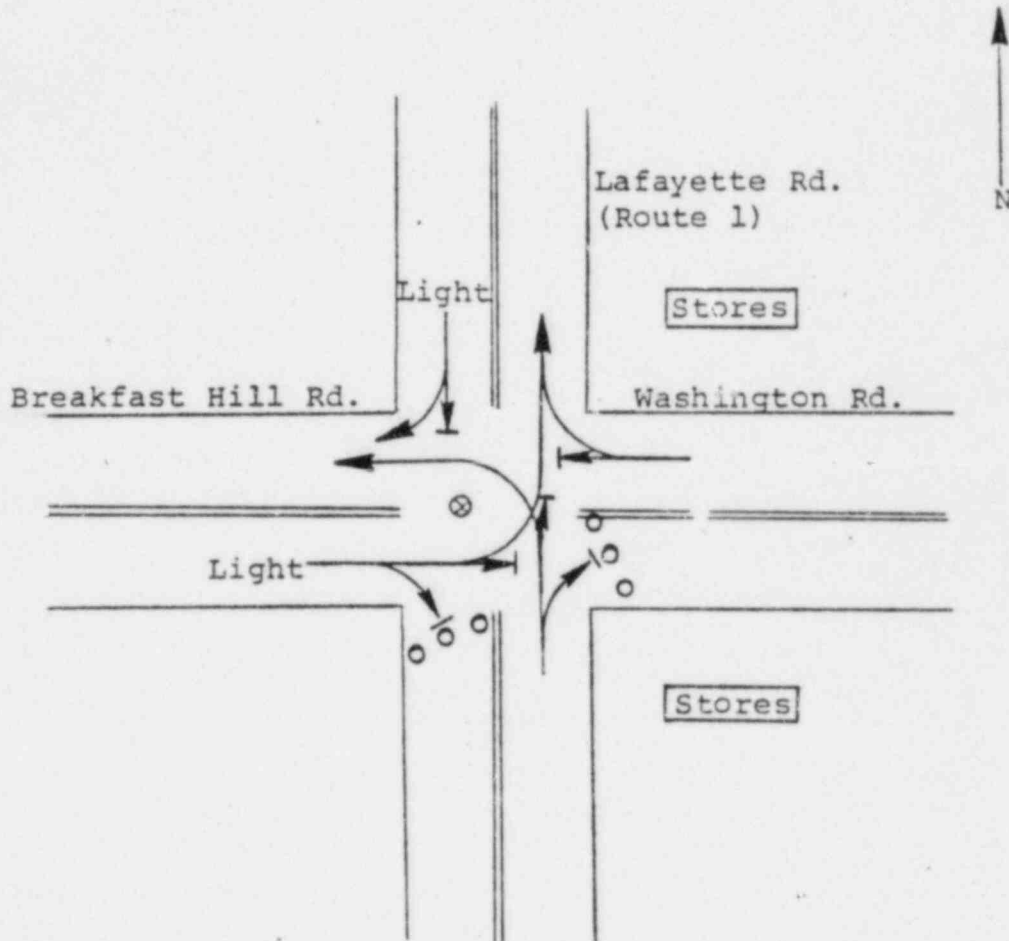 Lafayette Rd.
(Route 1)
N
Light
Stores
Breakfast Hill Rd.
Washington Rd.
Light
Stores